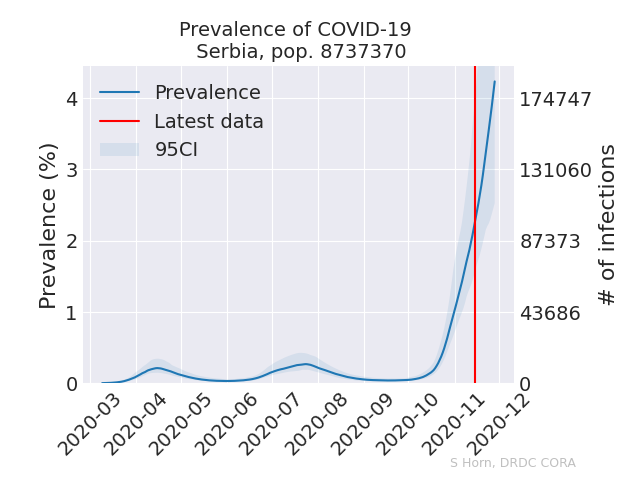 Prevalence of COVID-19
Serbia, pop. 8737370
Prevalence
Latest data
95CI
Prevalence (%)
4
3
2
1
0
174747
131060
87373
43686
0
# of infections
2020-03
2020-04
2020-05
2020-06
2020-07
2020-08
2020-09
2020-10
2020-11
2020-12
S Horn, DRDC CORA